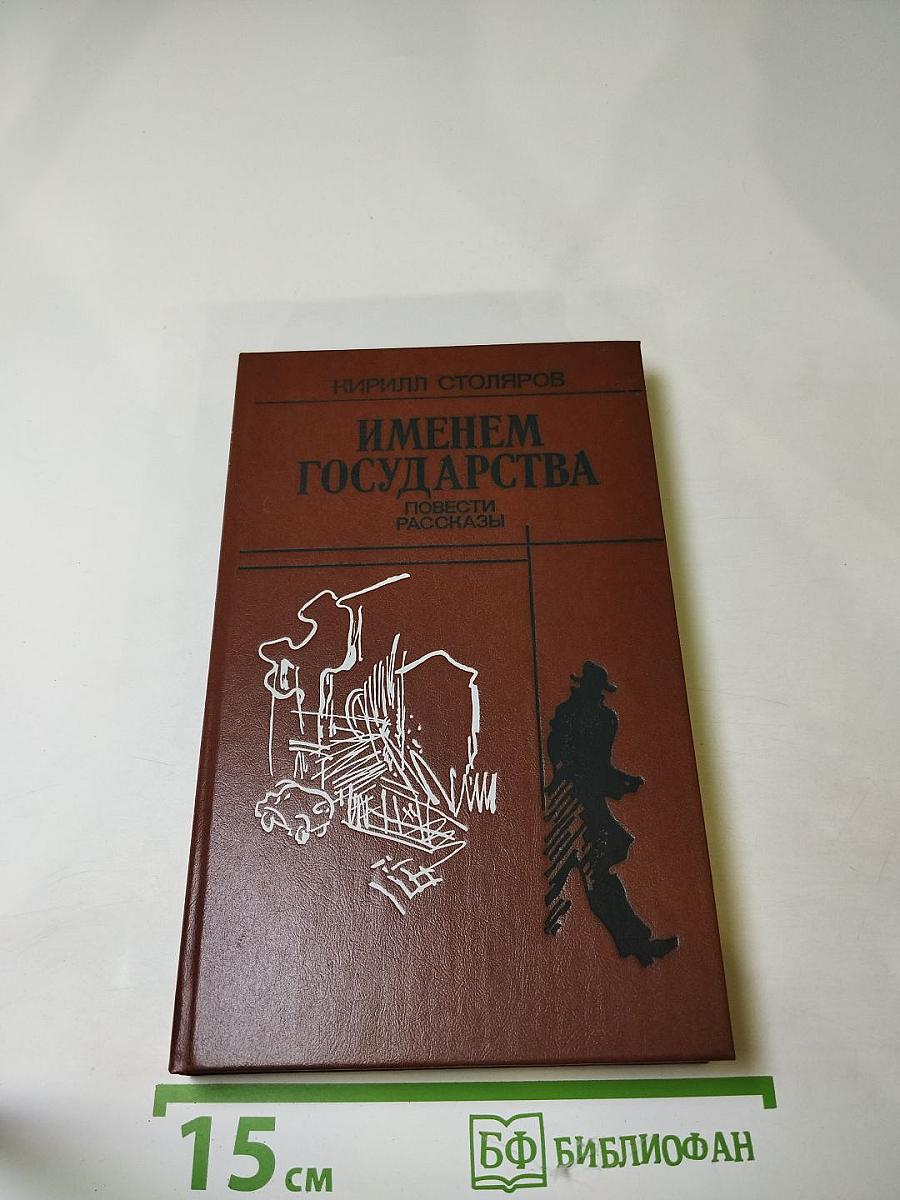 КИРИЛЛ СТОЛЯРОВ
ИМЕНЕМ
ГОСУДАРСТВА
ПОВЕСТИ
РАССКАЗЫ
15 см
БФ БИБЛИОФАН